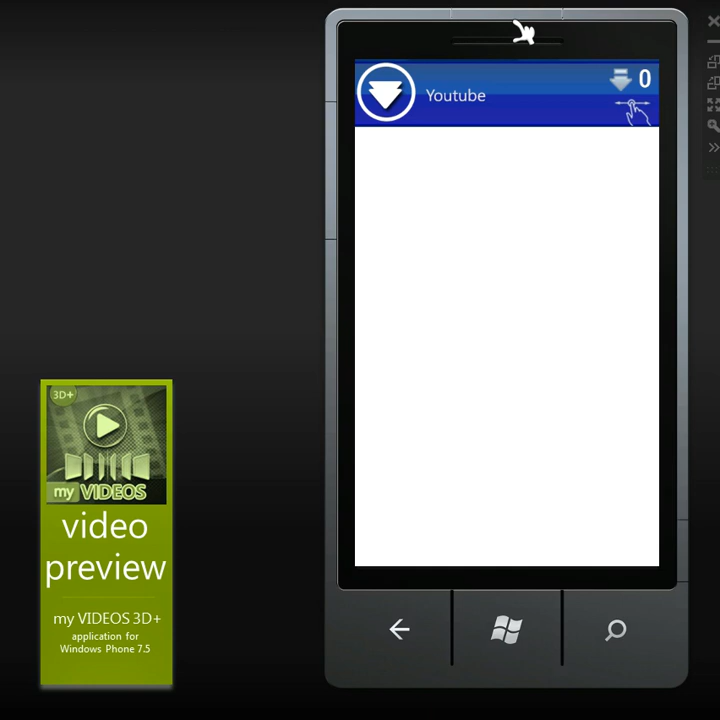 Youtube
0
3D+
my VIDEOS
video
preview
my VIDEOS 3D+
application for
Windows Phone 7.5